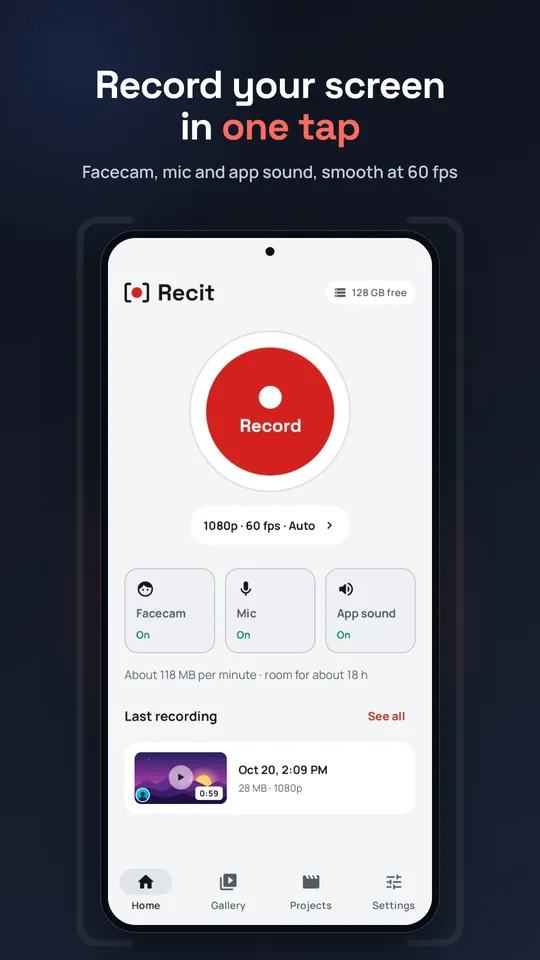 Record your screen
in one tap
Facecam, mic and app sound, smooth at 60 fps
Recit
128 GB free
Record
1080p · 60 fps · Auto
Facecam
On
Mic
On
App sound
On
About 118 MB per minute · room for about 18 h
Last recording
See all
0:59
Oct 20, 2:09 PM
28 MB · 1080p
Home
Gallery
Projects
Settings